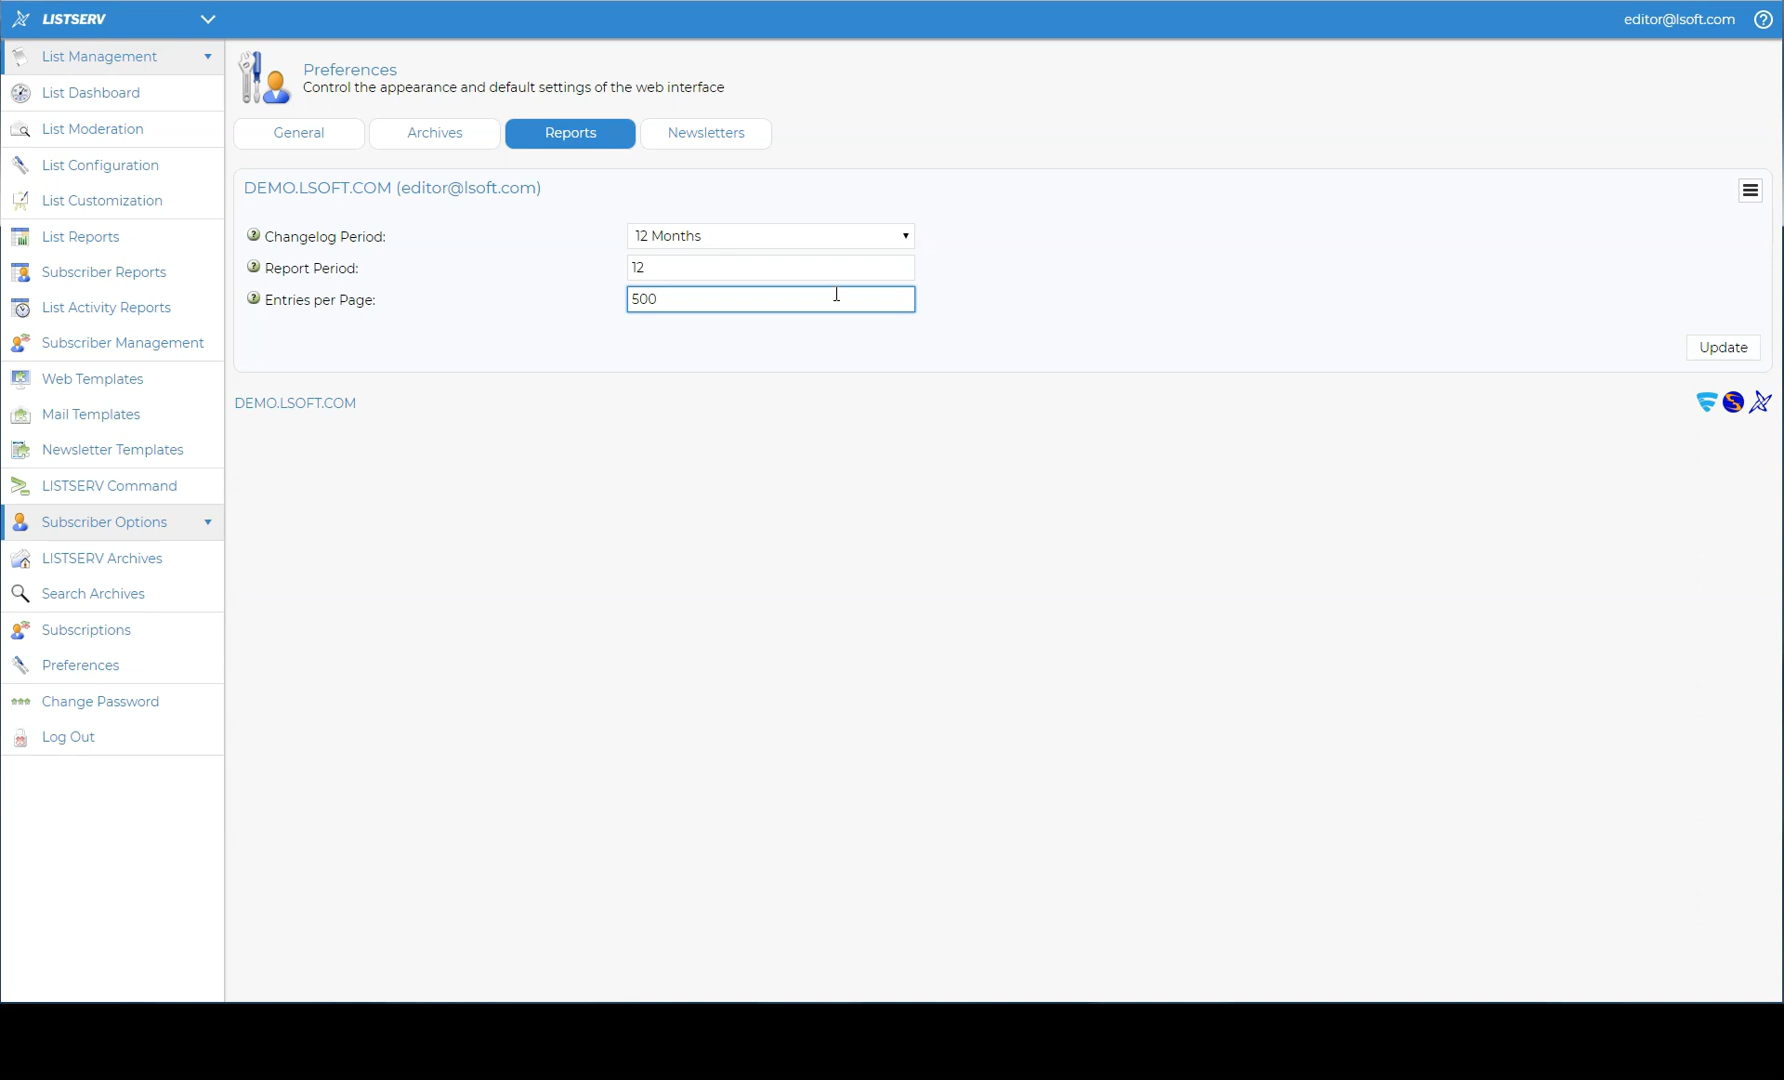 LISTSERV
editor@lsoft.com
List Management
List Dashboard
List Moderation
List Configuration
List Customization
List Reports
Subscriber Reports
List Activity Reports
Subscriber Management
Web Templates
Mail Templates
Newsletter Templates
LISTSERV Command
Subscriber Options
LISTSERV Archives
Search Archives
Subscriptions
Preferences
Change Password
Log Out
Preferences
Control the appearance and default settings of the web interface
General Archives Reports Newsletters
DEMO.LSOFT.COM (editor@lsoft.com)
Changelog Period: 12 Months
Report Period: 12
Entries per Page: 500
Update
DEMO.LSOFT.COM